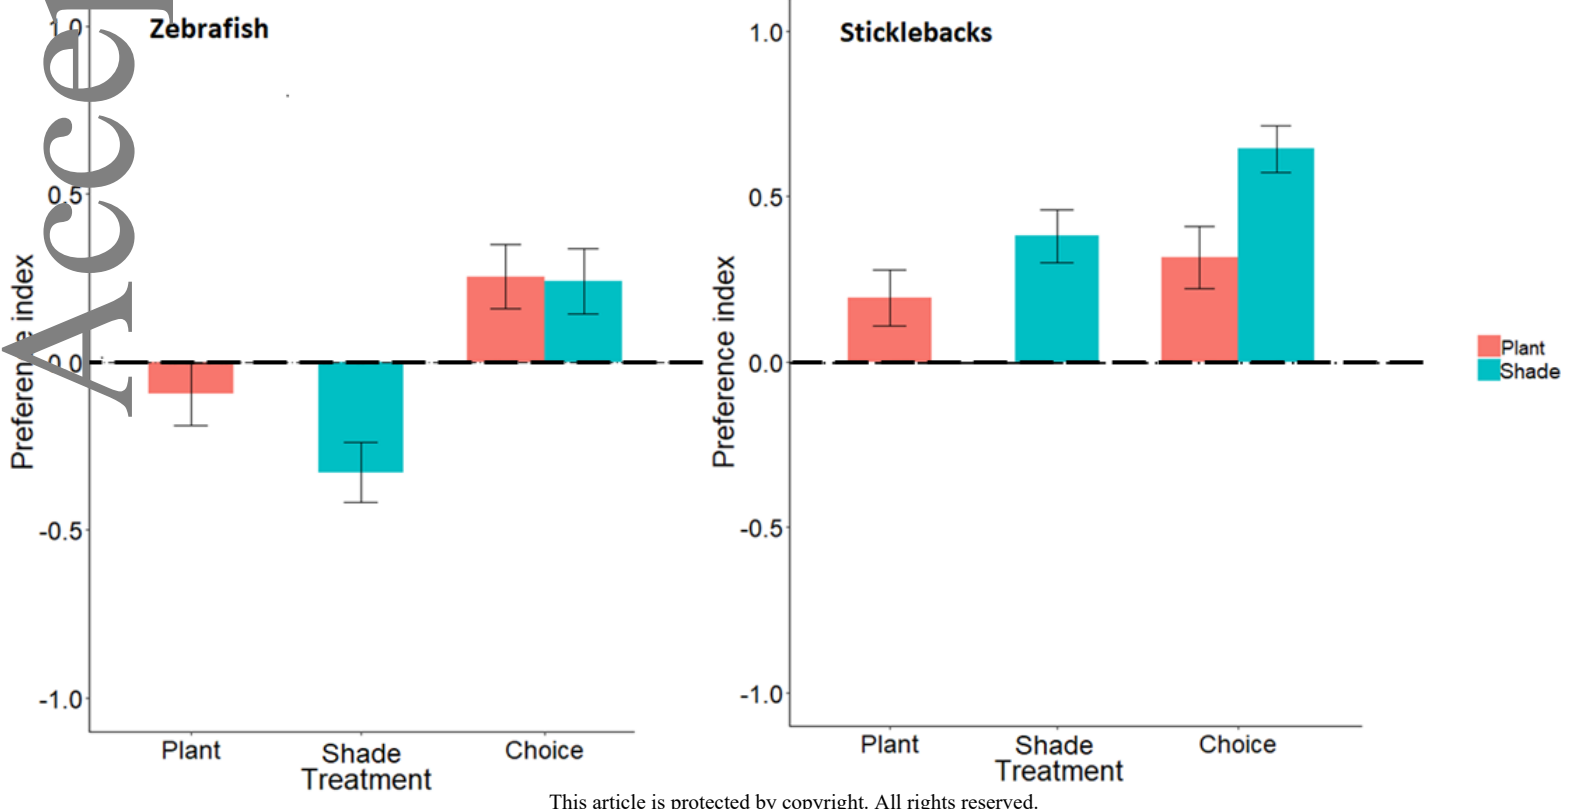 Accep
Zebrafish
1.0
0.5
0.0
-0.5
-1.0
Preference index
Plant
Shade
Choice
Treatment
Sticklebacks
1.0
0.5
0.0
-0.5
-1.0
Preference index
Plant
Shade
Choice
Treatment
Plant
Shade
This article is protected by copyright. All rights reserved.